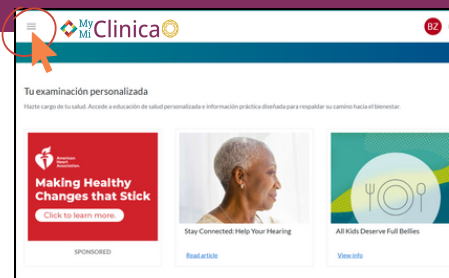 My
Mi Clinica
BZ
Tu examinación personalizada
Hazte cargo de tu salud. Accede a educación de salud personalizada e información práctica diseñada para respaldar su camino hacia el bienestar.
American
Heart
Association.
Making Healthy
Changes that Stick
Click to learn more.
SPONSORED
Stay Connected: Help Your Hearing
Read article
All Kids Deserve Full Bellies
View info